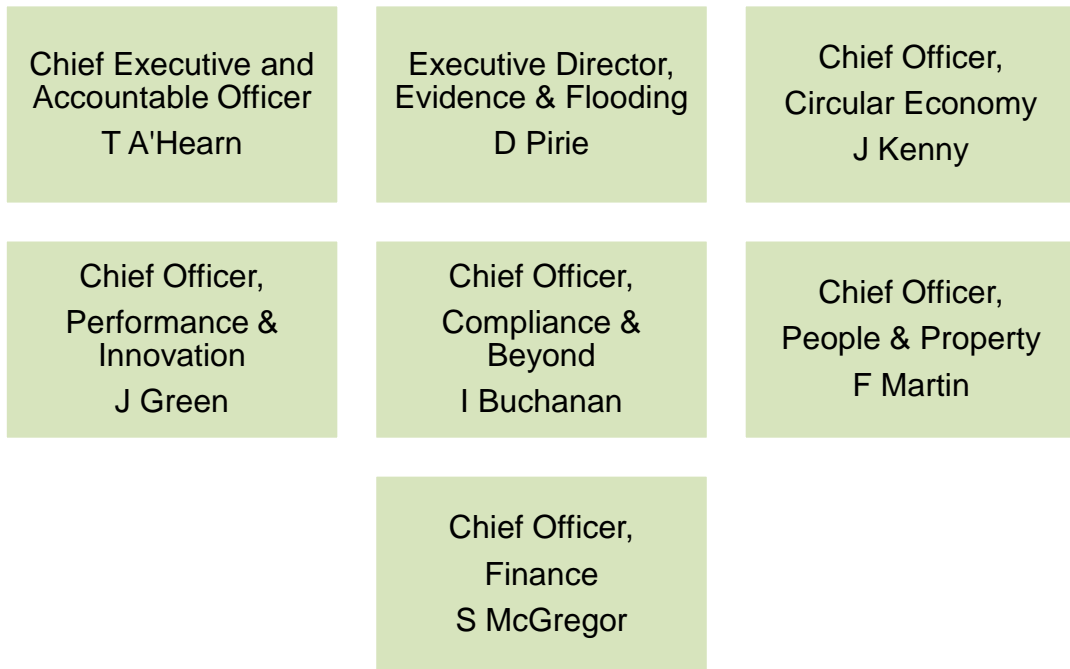 Chief Executive and
Accountable Officer
T A'Hearn
Executive Director,
Evidence & Flooding
D Pirie
Chief Officer,
Circular Economy
J Kenny
Chief Officer,
Performance &
Innovation
J Green
Chief Officer,
Compliance &
Beyond
I Buchanan
Chief Officer,
People & Property
F Martin
Chief Officer,
Finance
S McGregor